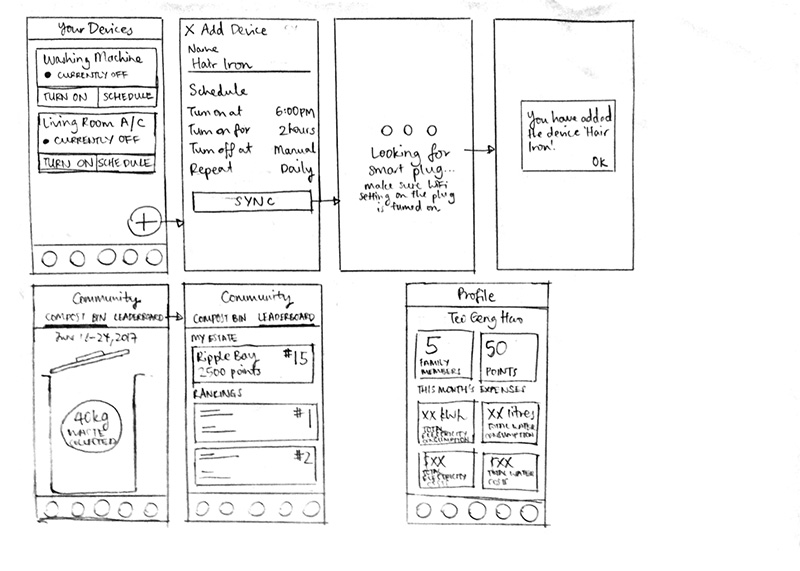 Your Devices
Washing Machine
CURRENTLY OFF
TURN ON SCHEDULE
Living Room A/C
CURRENTLY OFF
TURN ON SCHEDULE
+
X Add Device
Name
Hair Iron
Schedule
Turn on at 6:00PM
Turn on for 2 hours
Turn off at Manual
Repeat Daily
SYNC
Looking for
smart plug...
make sure WiFi
setting on the plug
is turned on
You have added
the device 'Hair
Iron'!
OK
Community
COMPOST BIN LEADERBOARD
-24, 2017
40kg
WASTE
COLLECTED
Community
COMPOST BIN LEADERBOARD
MY ESTATE
Ripple Bay #15
2500 points
RANKINGS
#1
#2
Profile
Teo Geng Hao
5
FAMILY
MEMBERS
50
POINTS
THIS MONTH'S EXPENSES
XX kWh
TOTAL
ELECTRICITY
CONSUMPTION
XX litres
TOTAL WATER
CONSUMPTION
$XX
TOTAL
ELECTRICITY
COSTS
$XX
TOTAL WATER
COSTS